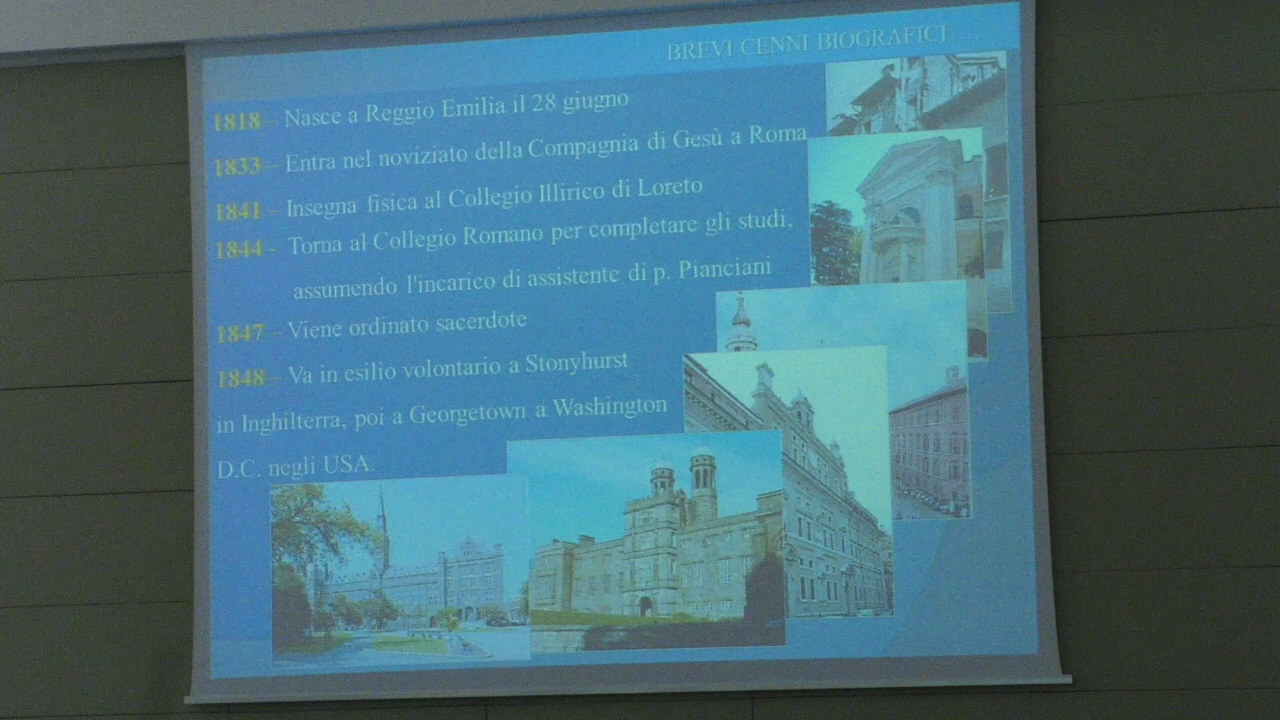 BREVI CENNI BIOGRAFICI ...
1818 – Nasce a Reggio Emilia il 28 giugno
1833 – Entra nel noviziato della Compagnia di Gesù a Roma
1841 – Insegna fisica al Collegio Illirico di Loreto
1844 - Torna al Collegio Romano per completare gli studi,
assumendo l'incarico di assistente di p. Pianciani
1847 – Viene ordinato sacerdote
1848 – Va in esilio volontario a Stonyhurst
in Inghilterra, poi a Georgetown a Washington
D.C. negli USA.